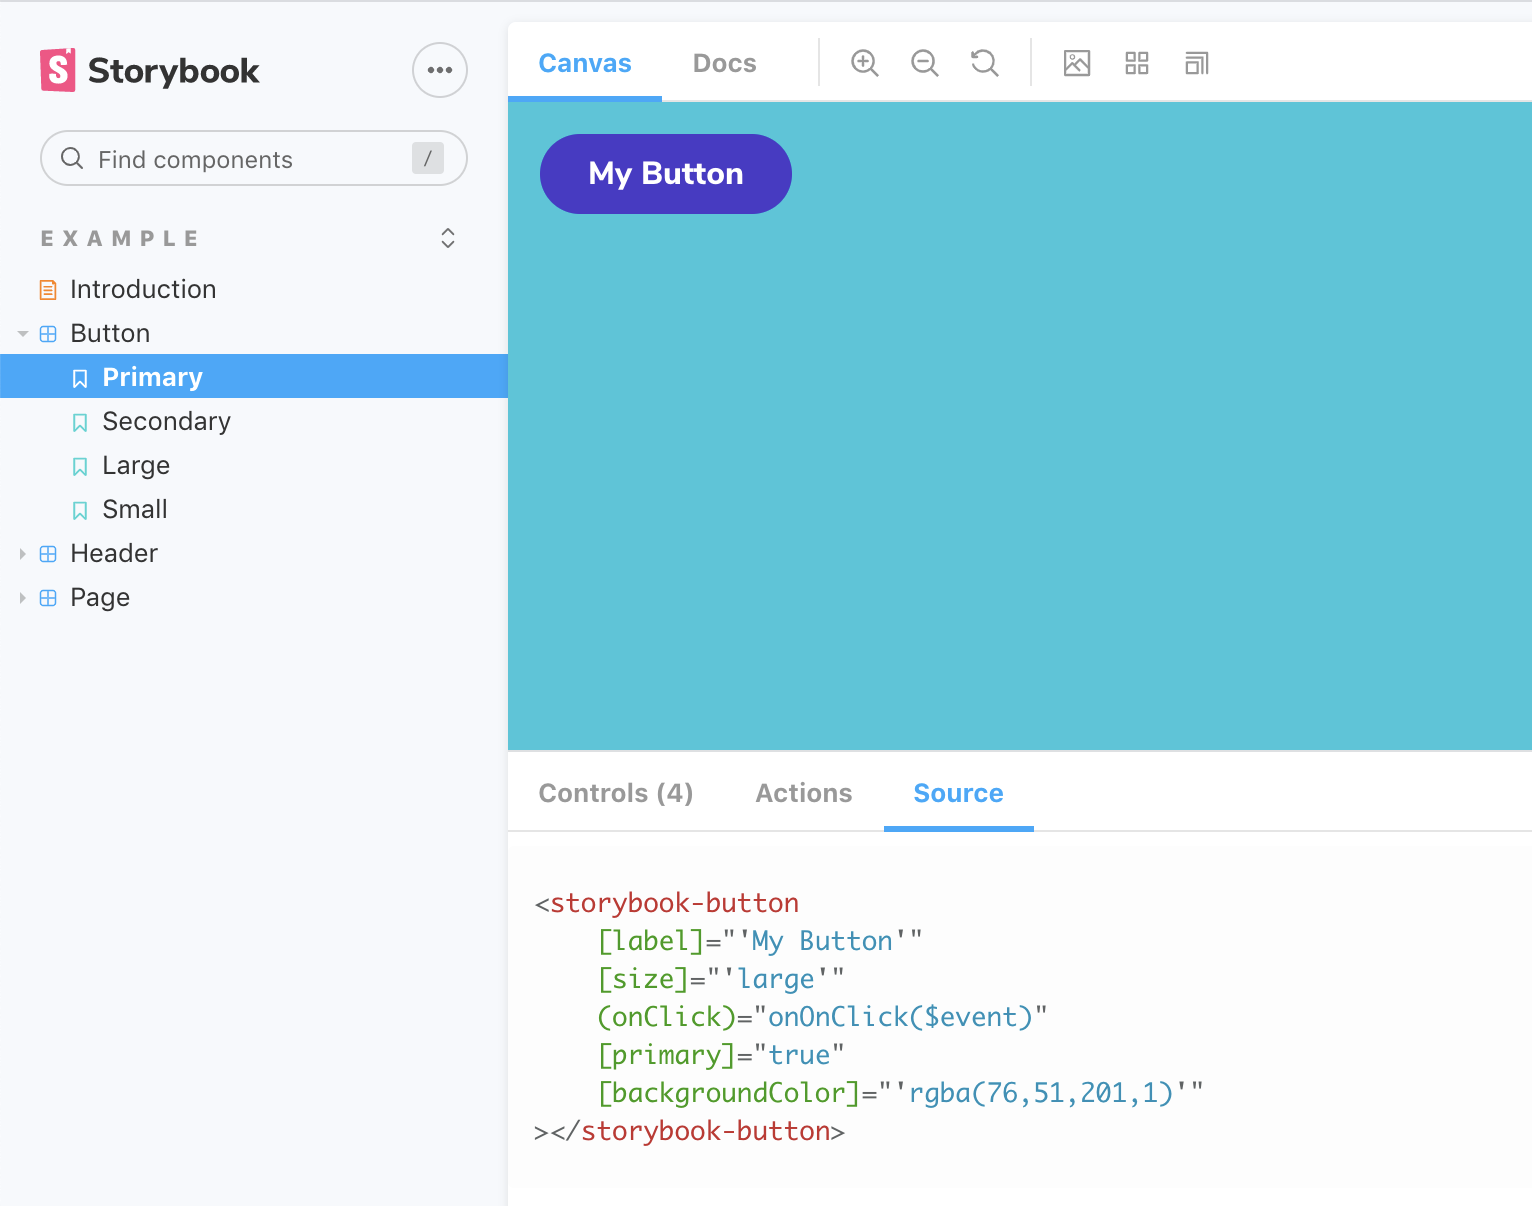 Storybook
Find components /
EXAMPLE
Introduction
Button
Primary
Secondary
Large
Small
Header
Page
Canvas Docs
My Button
Controls (4) Actions Source
<storybook-button
    [label]="'My Button'"
    [size]="'large'"
    (onClick)="onOnClick($event)"
    [primary]="true"
    [backgroundColor]="'rgba(76,51,201,1)'"
></storybook-button>